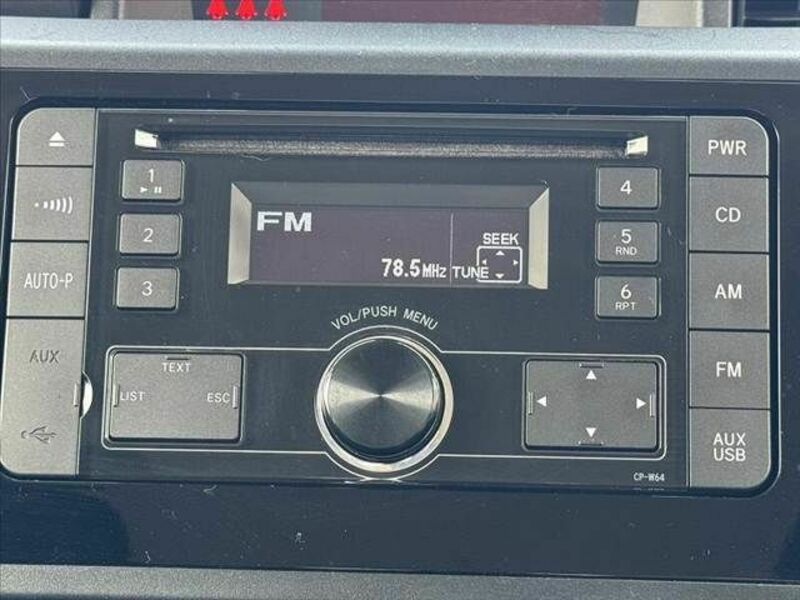 PWR
1
4
CD
FM
2
5
RND
SEEK
AUTO-P
3
78.5MHz TUNE
6
RPT
AM
VOL/PUSH MENU
AUX
TEXT
LIST
ESC
FM
AUX
USB
CP-W64